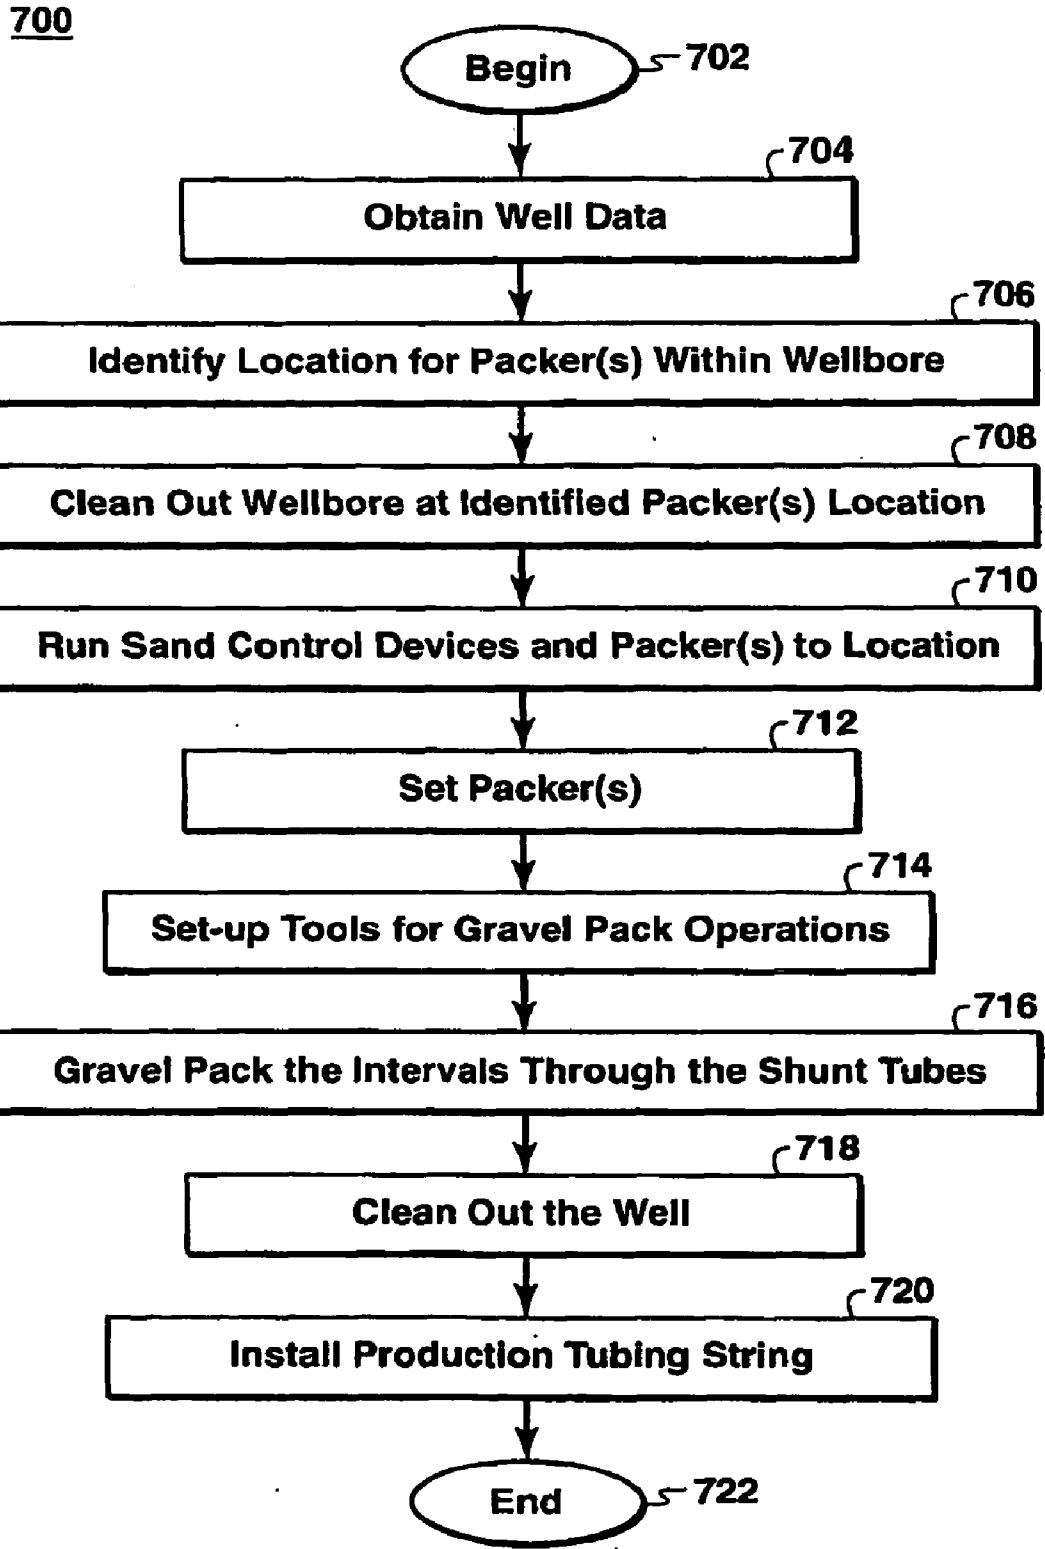 700
Begin
702
704
Obtain Well Data
706
Identify Location for Packer(s) Within Wellbore
708
Clean Out Wellbore at Identified Packer(s) Location
710
Run Sand Control Devices and Packer(s) to Location
712
Set Packer(s)
714
Set-up Tools for Gravel Pack Operations
716
Gravel Pack the Intervals Through the Shunt Tubes
718
Clean Out the Well
720
Install Production Tubing String
End
722